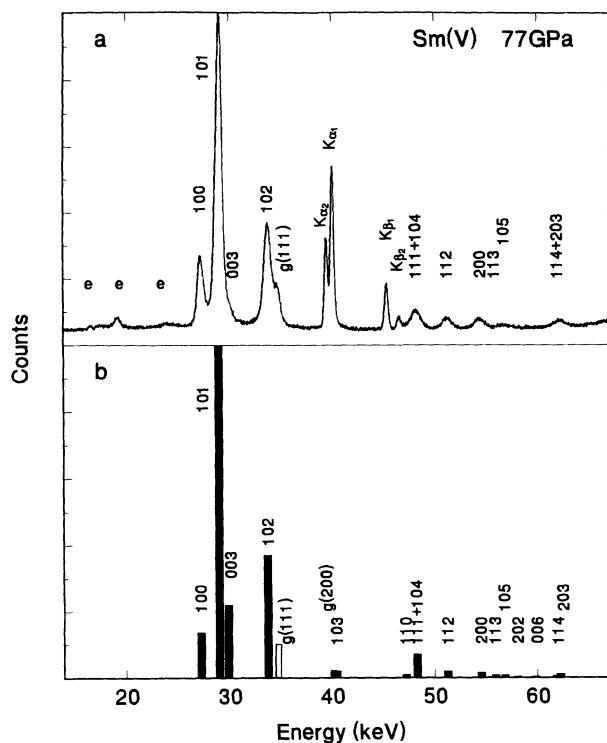 a
Sm(V) 77GPa
101
100
003
102
g(111)
Kα2
Kα1
Kβ1
Kβ2
111+104
112
200
113
105
114+203
e
e
e
Counts
b
101
100
003
102
g(111)
103
g(200)
110
111+104
112
200
113
105
202
006
114
203
20
30
40
50
60
Energy (keV)